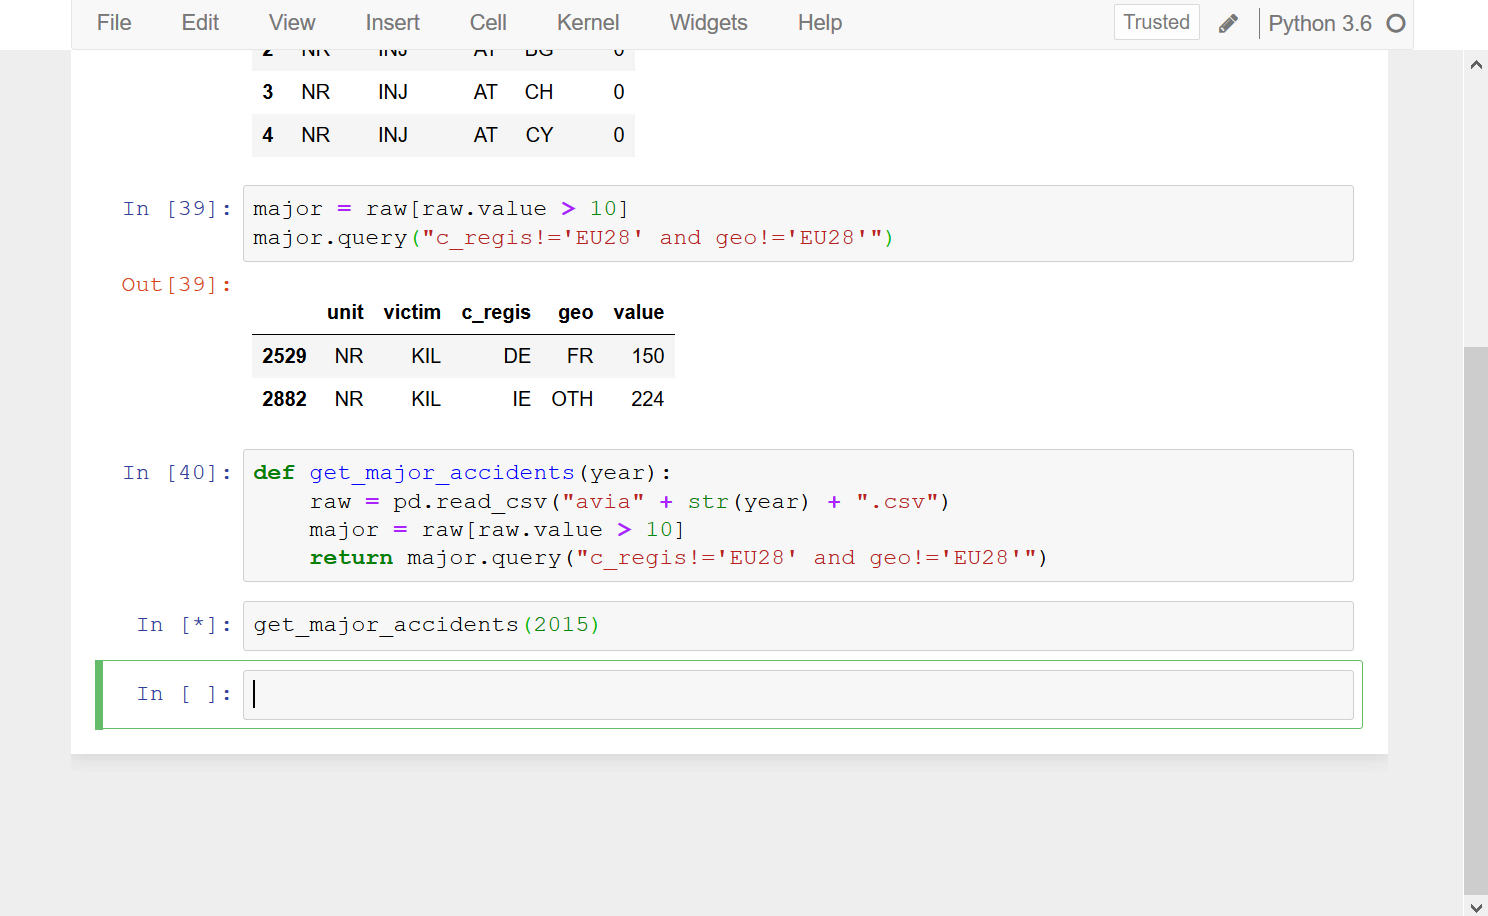 File Edit View Insert Cell Kernel Widgets Help Trusted Python 3.6
2 NR INJ AT BG 0
3 NR INJ AT CH 0
4 NR INJ AT CY 0
In [39]: major = raw[raw.value > 10]
major.query("c_regis!='EU28' and geo!='EU28'")
Out[39]:
unit victim c_regis geo value
2529 NR KIL DE FR 150
2882 NR KIL IE OTH 224
In [40]: def get_major_accidents(year):
raw = pd.read_csv("avia" + str(year) + ".csv")
major = raw[raw.value > 10]
return major.query("c_regis!='EU28' and geo!='EU28'")
In [*]: get_major_accidents(2015)
In [ ]: